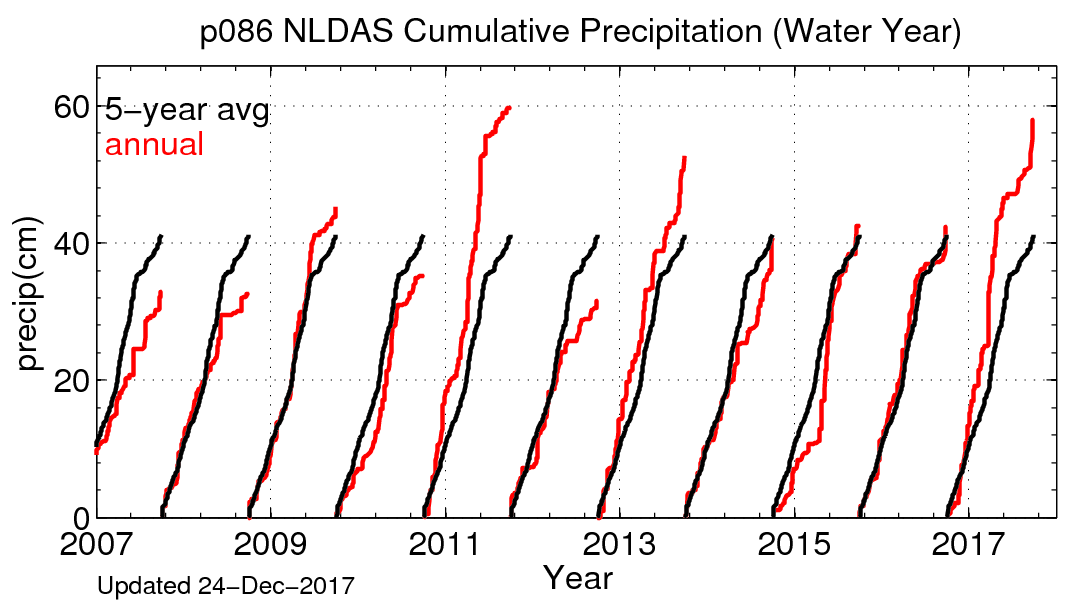 p086 NLDAS Cumulative Precipitation (Water Year)
60
5−year avg
annual
40
precip(cm)
20
0
2007 2009 2011 2013 2015 2017
Year
Updated 24−Dec−2017